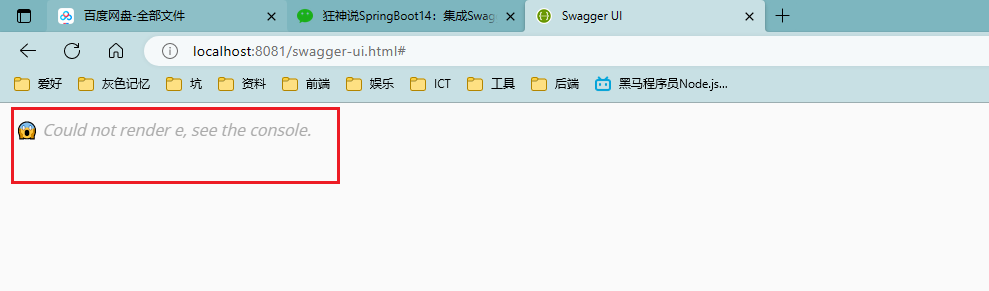 百度网盘-全部文件
狂神说SpringBoot14：集成Swag
Swagger UI
localhost:8081/swagger-ui.html#
爱好
灰色记忆
坑
资料
前端
娱乐
ICT
工具
后端
黑马程序员Node.js...
Could not render e, see the console.